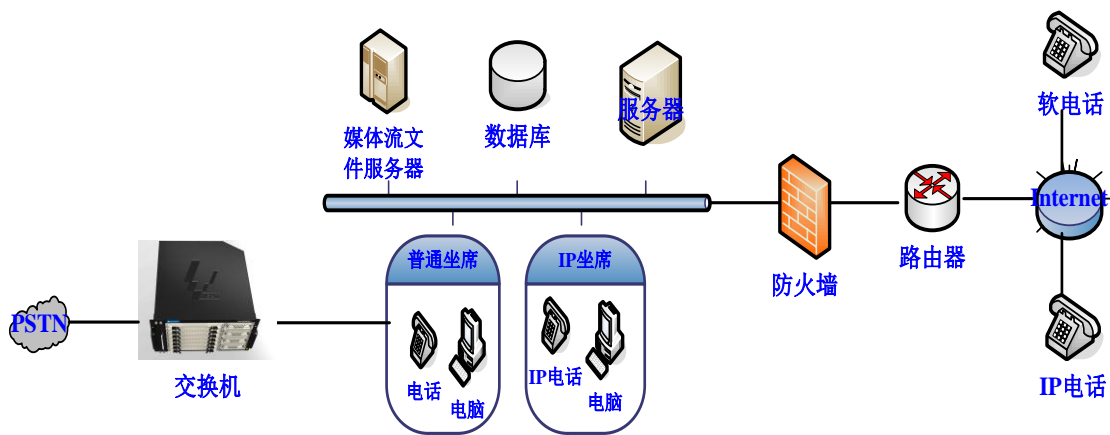 软电话
媒体流文
件服务器
数据库
服务器
Internet
普通坐席
IP坐席
防火墙
路由器
PSTN
交换机
电话
电脑
IP电话
电脑
IP电话